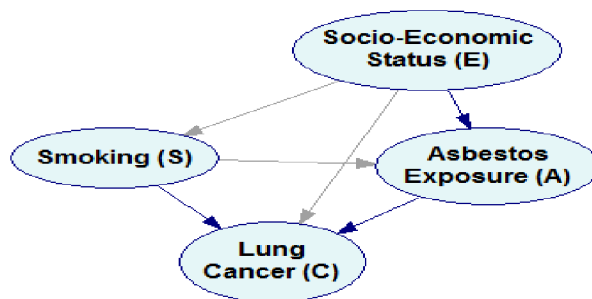 Socio-Economic
Status (E)
Smoking (S)
Asbestos
Exposure (A)
Lung
Cancer (C)